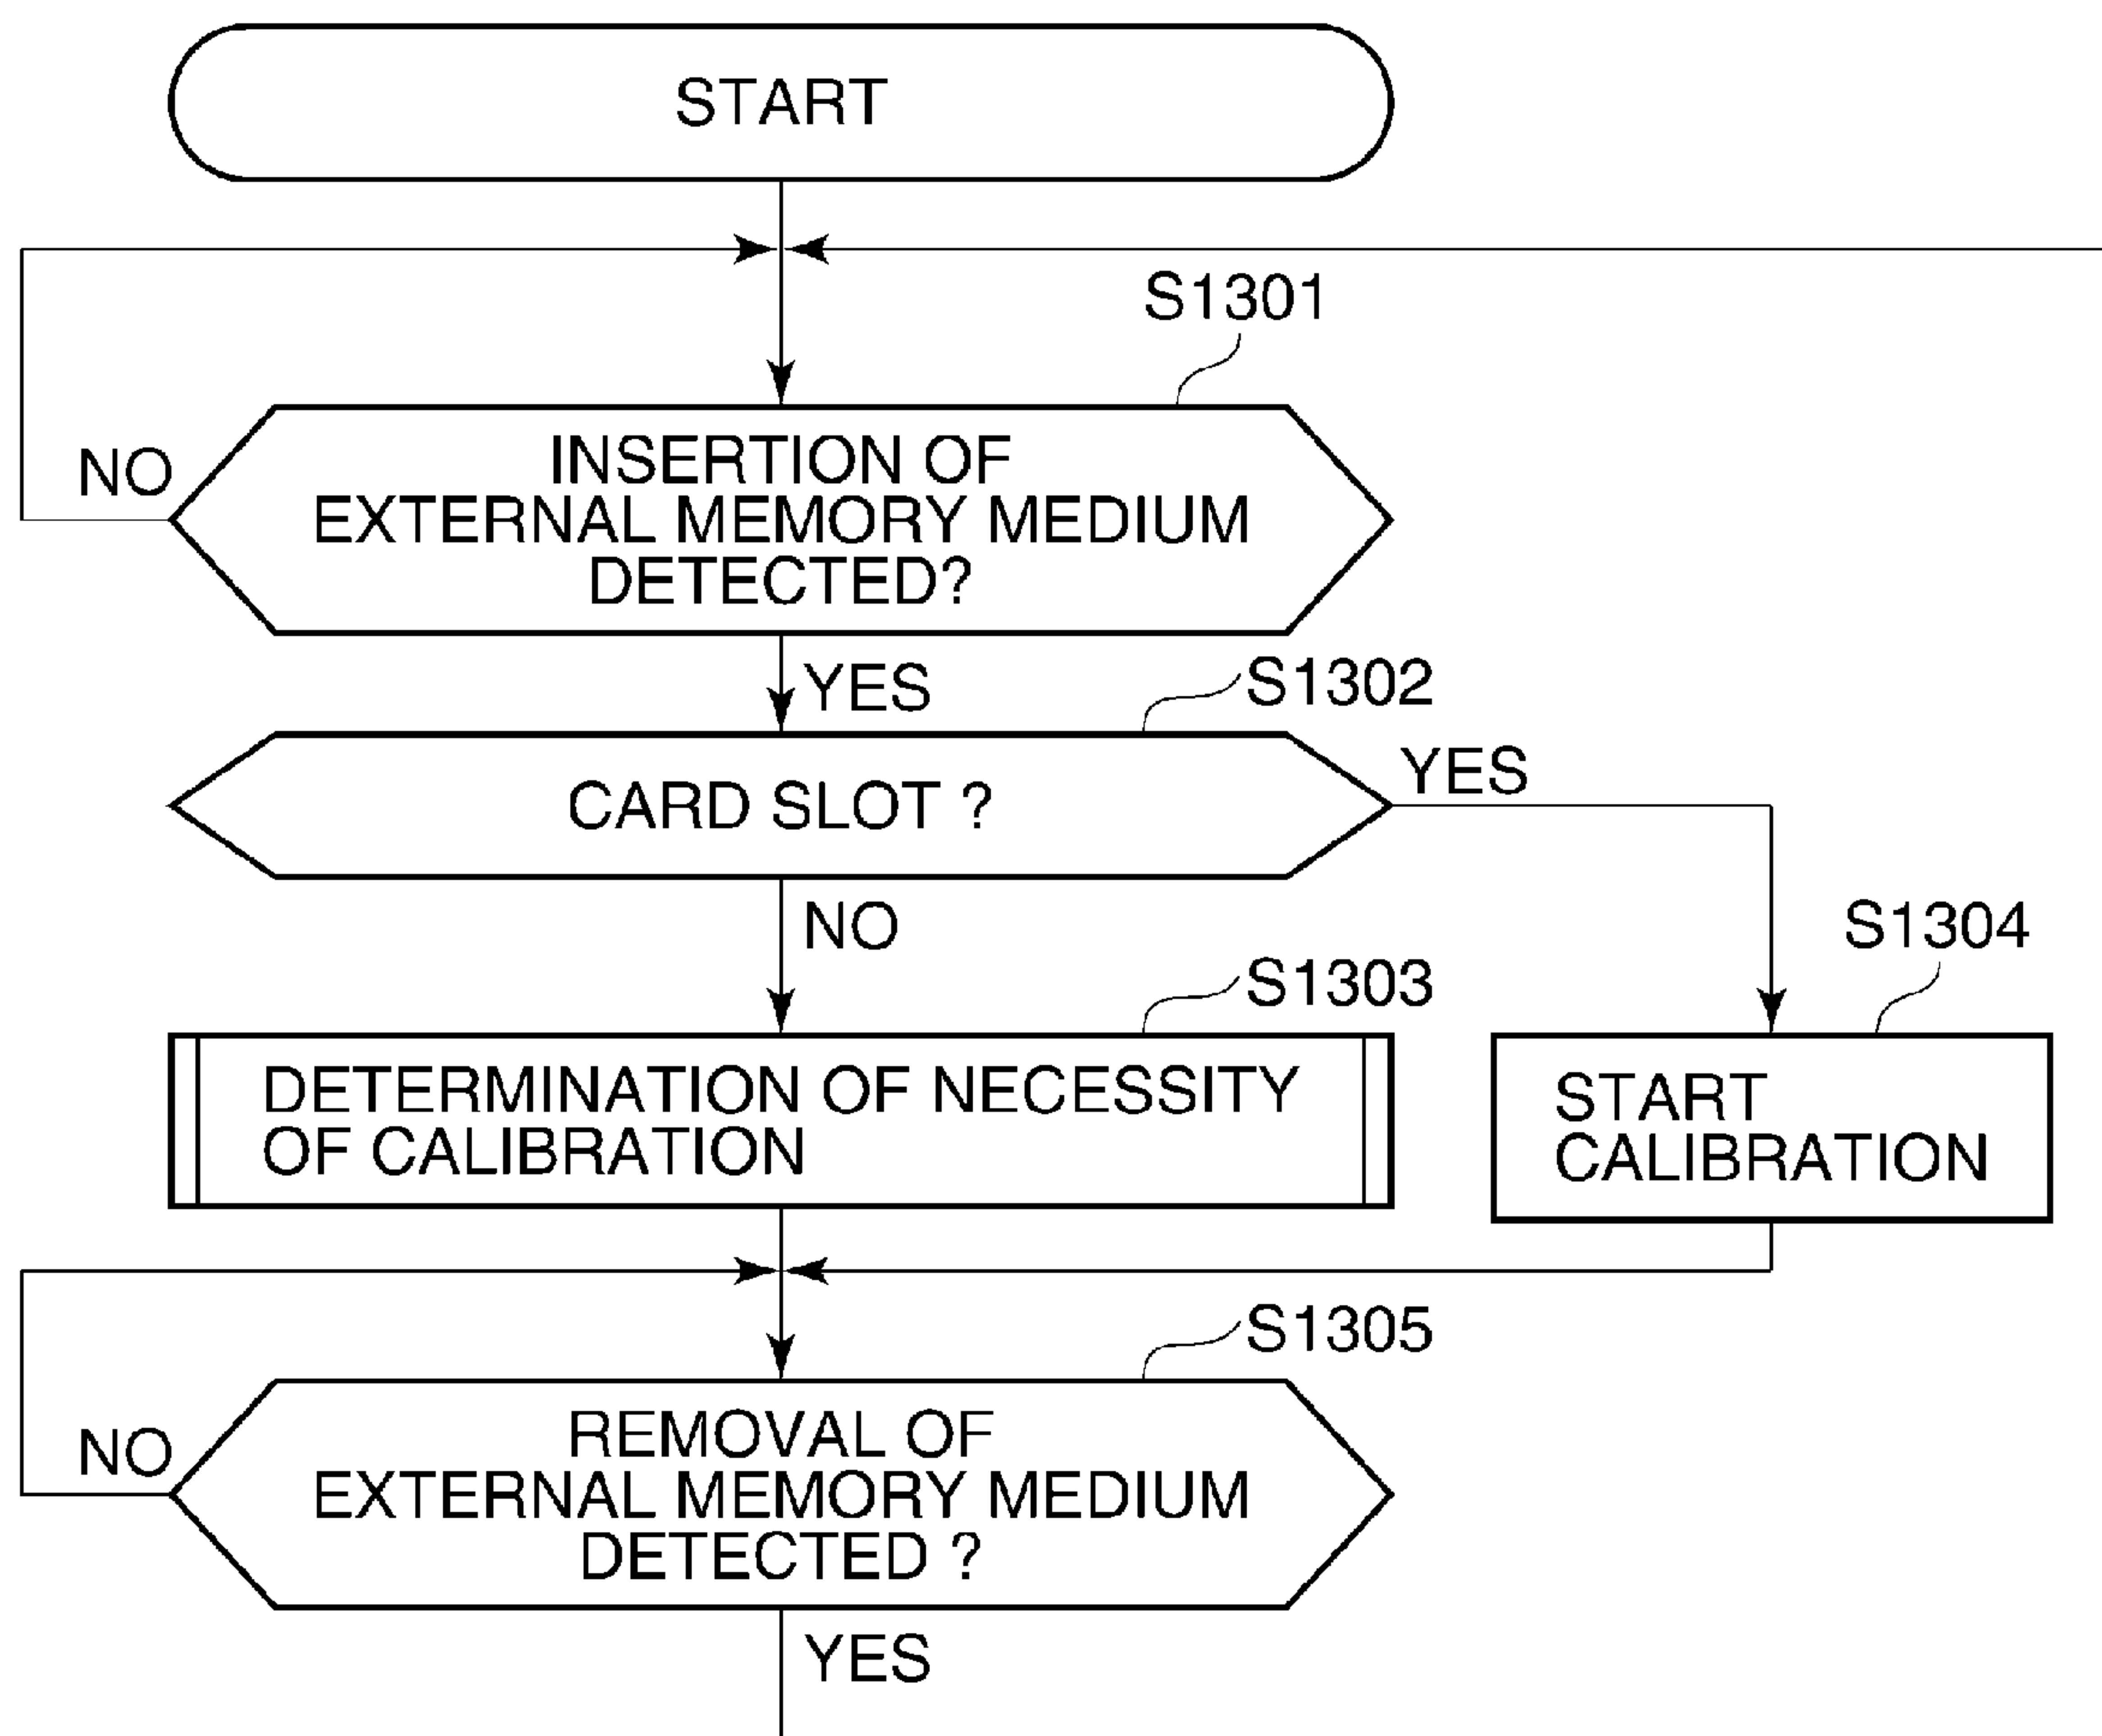 START
S1301
INSERTION OF
EXTERNAL MEMORY MEDIUM
DETECTED?
NO
YES
S1302
CARD SLOT ?
YES
NO
S1303
S1304
DETERMINATION OF NECESSITY
OF CALIBRATION
START
CALIBRATION
S1305
REMOVAL OF
EXTERNAL MEMORY MEDIUM
DETECTED ?
NO
YES